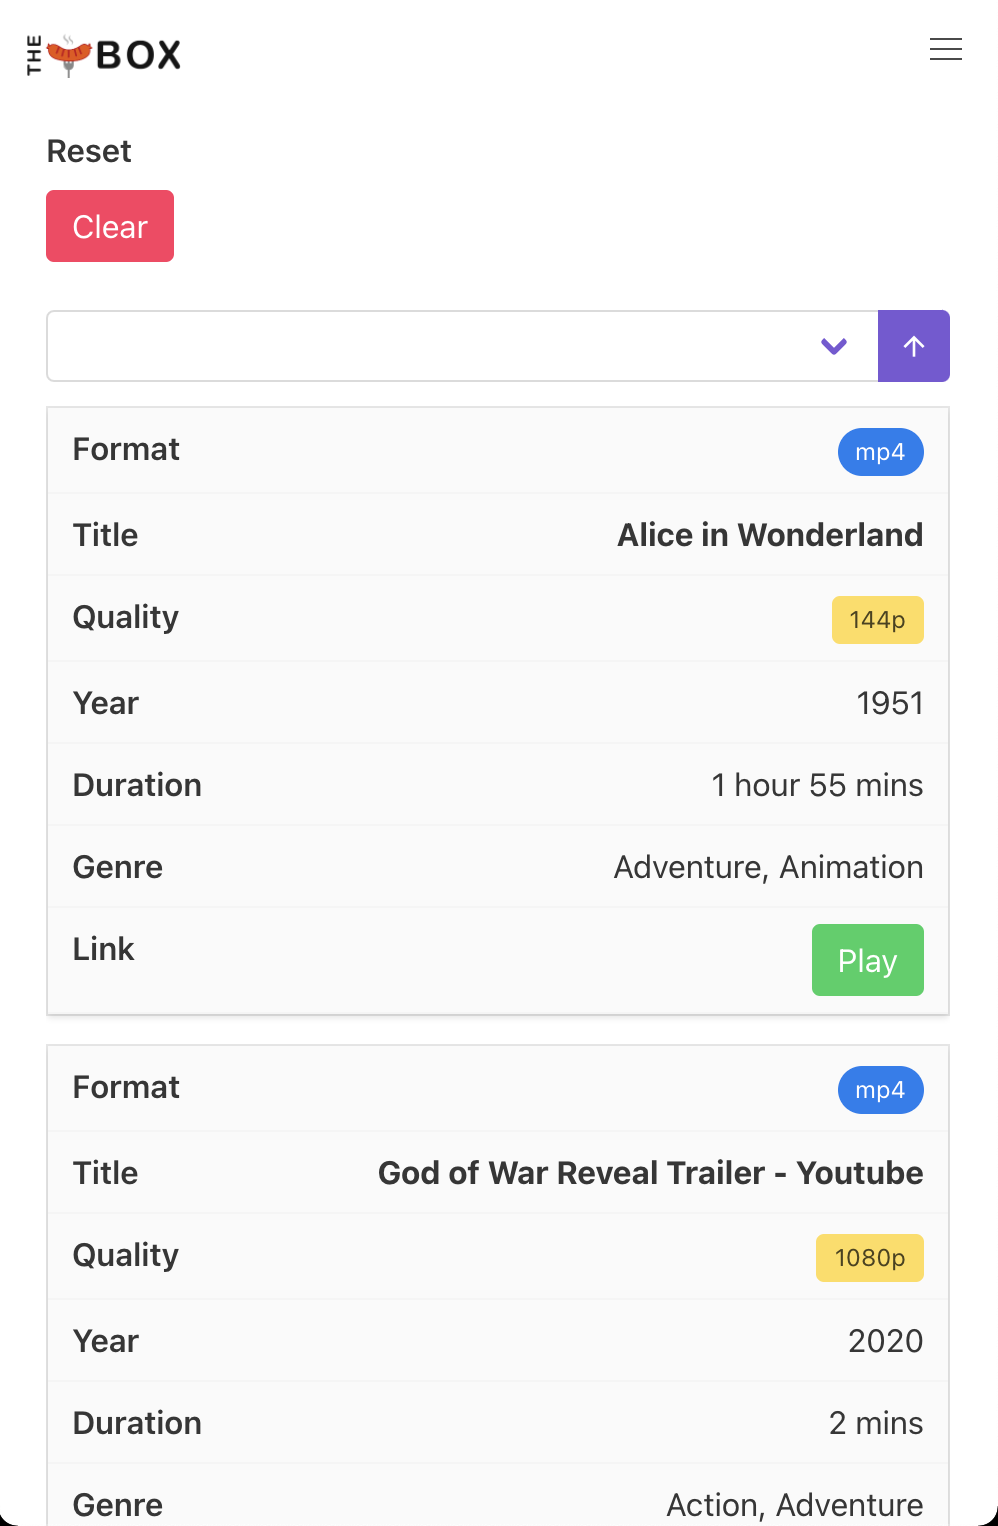 THE BOX
Reset
Clear
Format mp4
Title Alice in Wonderland
Quality 144p
Year 1951
Duration 1 hour 55 mins
Genre Adventure, Animation
Link Play
Format mp4
Title God of War Reveal Trailer - Youtube
Quality 1080p
Year 2020
Duration 2 mins
Genre Action, Adventure